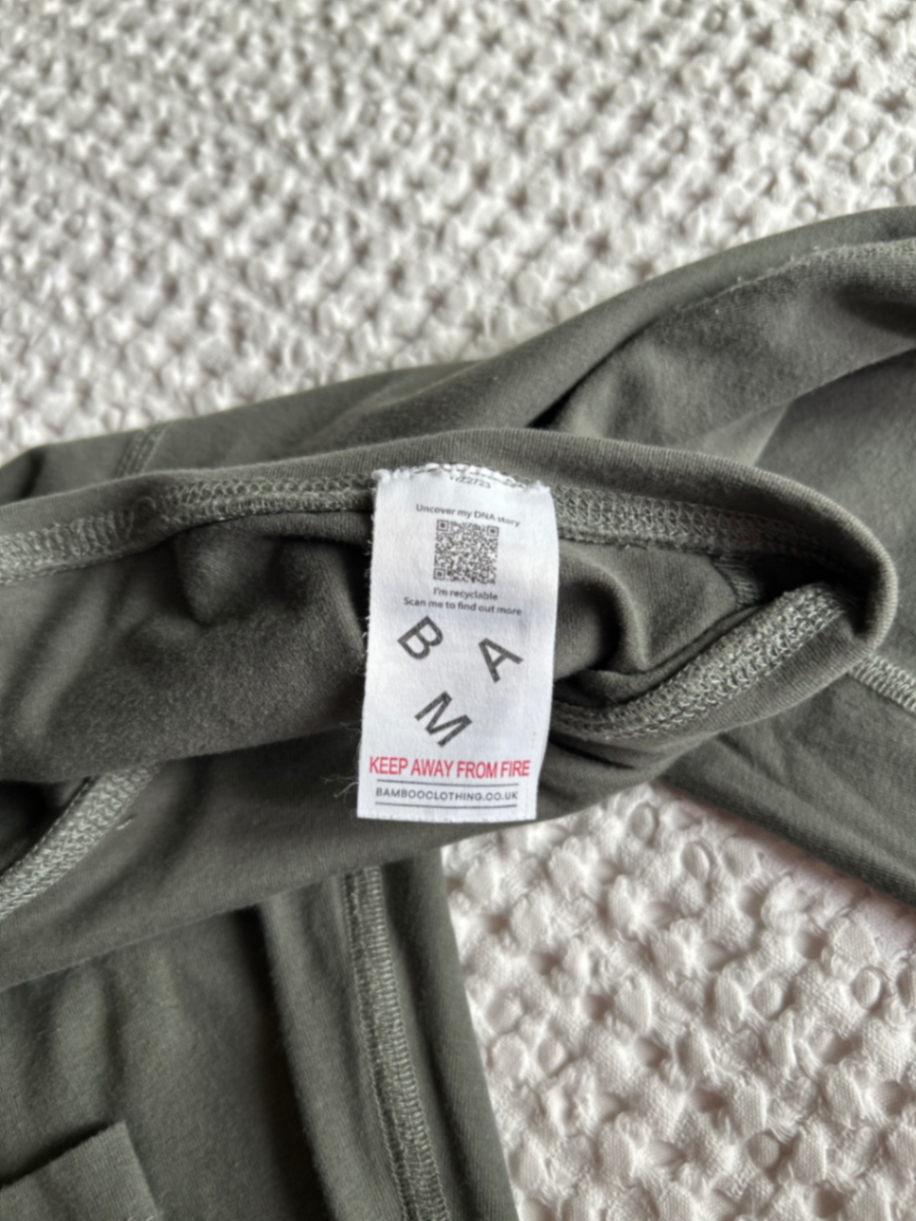 Uncover my DNA story
I'm recyclable
Scan me to find out more
B A
M
KEEP AWAY FROM FIRE
BAMBOOCLOTHING.CO.UK